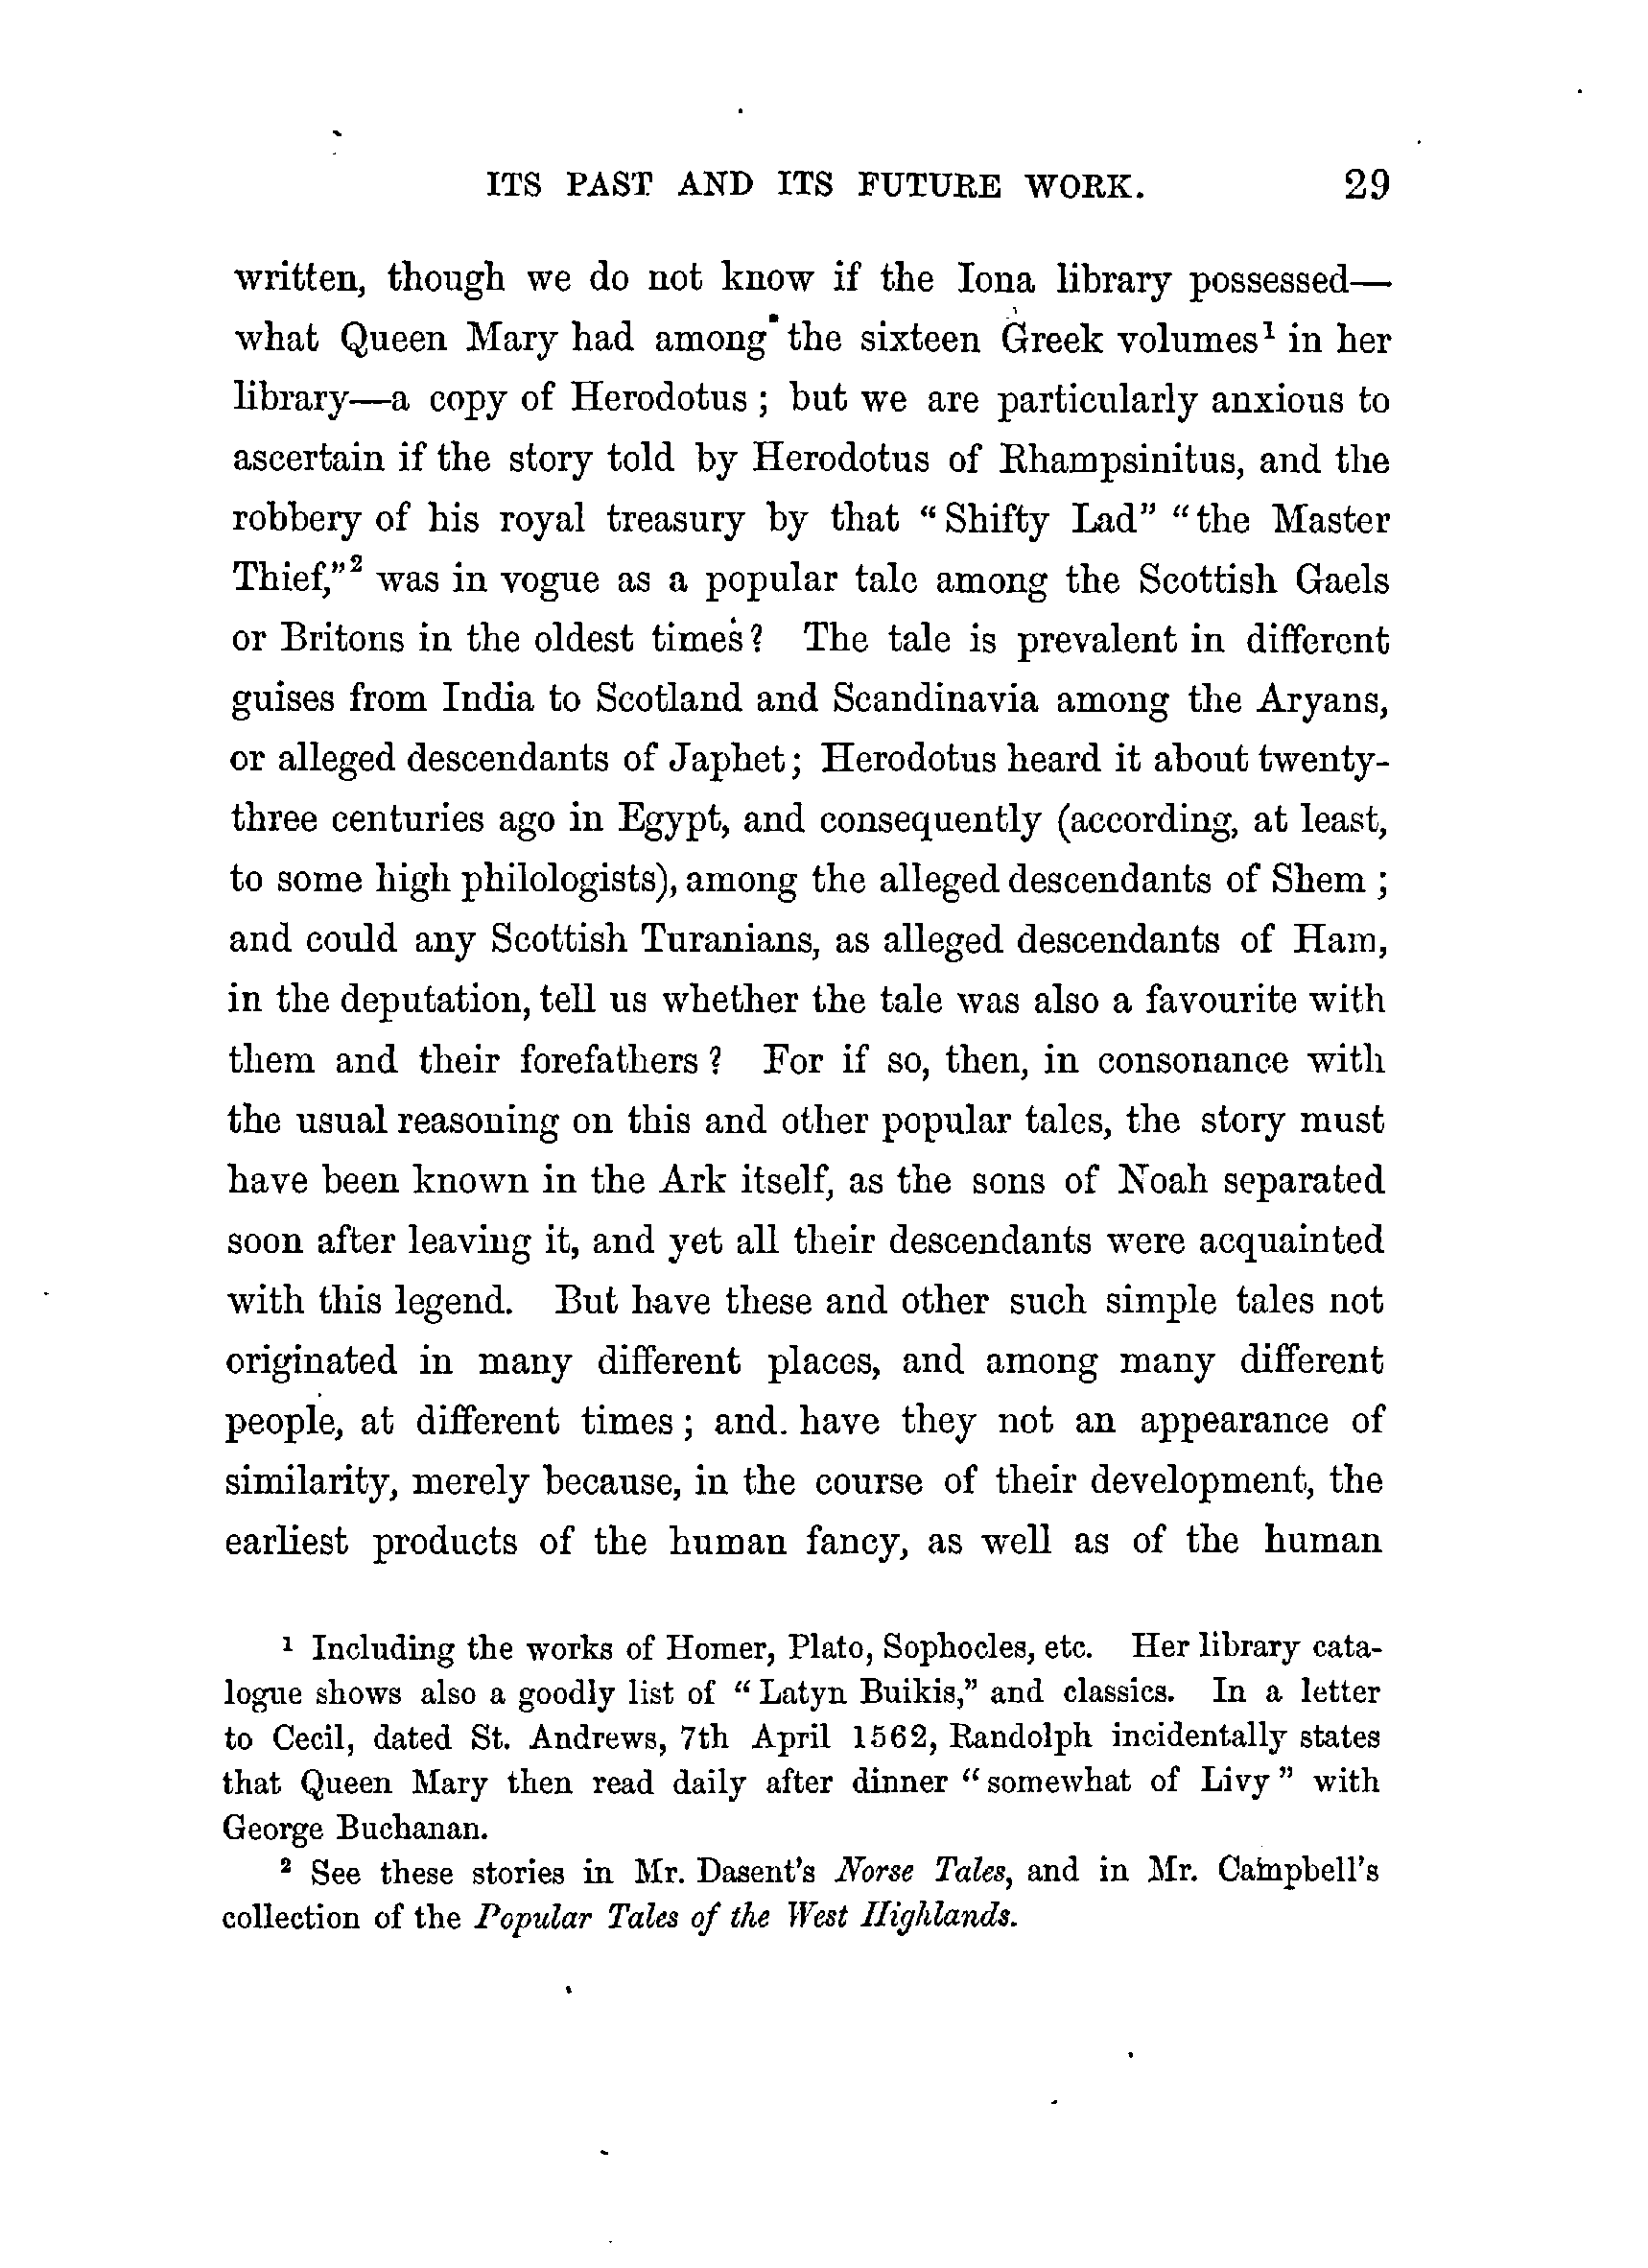 ITS PAST AND ITS FUTURE WORK. 29
written, though we do not know if the Iona library possessed—
what Queen Mary had among the sixteen Greek volumes¹ in her
library—a copy of Herodotus; but we are particularly anxious to
ascertain if the story told by Herodotus of Rhampsinitus, and the
robbery of his royal treasury by that “Shifty Lad” “the Master
Thief,”² was in vogue as a popular tale among the Scottish Gaels
or Britons in the oldest times? The tale is prevalent in different
guises from India to Scotland and Scandinavia among the Aryans,
or alleged descendants of Japhet; Herodotus heard it about twenty-
three centuries ago in Egypt, and consequently (according, at least,
to some high philologists), among the alleged descendants of Shem;
and could any Scottish Turanians, as alleged descendants of Ham,
in the deputation, tell us whether the tale was also a favourite with
them and their forefathers? For if so, then, in consonance with
the usual reasoning on this and other popular tales, the story must
have been known in the Ark itself, as the sons of Noah separated
soon after leaving it, and yet all their descendants were acquainted
with this legend. But have these and other such simple tales not
originated in many different places, and among many different
people, at different times; and have they not an appearance of
similarity, merely because, in the course of their development, the
earliest products of the human fancy, as well as of the human
¹ Including the works of Homer, Plato, Sophocles, etc. Her library cata-
logue shows also a goodly list of “Latyn Buikis,” and classics. In a letter
to Cecil, dated St. Andrews, 7th April 1562, Randolph incidentally states
that Queen Mary then read daily after dinner “somewhat of Livy” with
George Buchanan.
² See these stories in Mr. Dasent's Norse Tales, and in Mr. Campbell's
collection of the Popular Tales of the West Highlands.